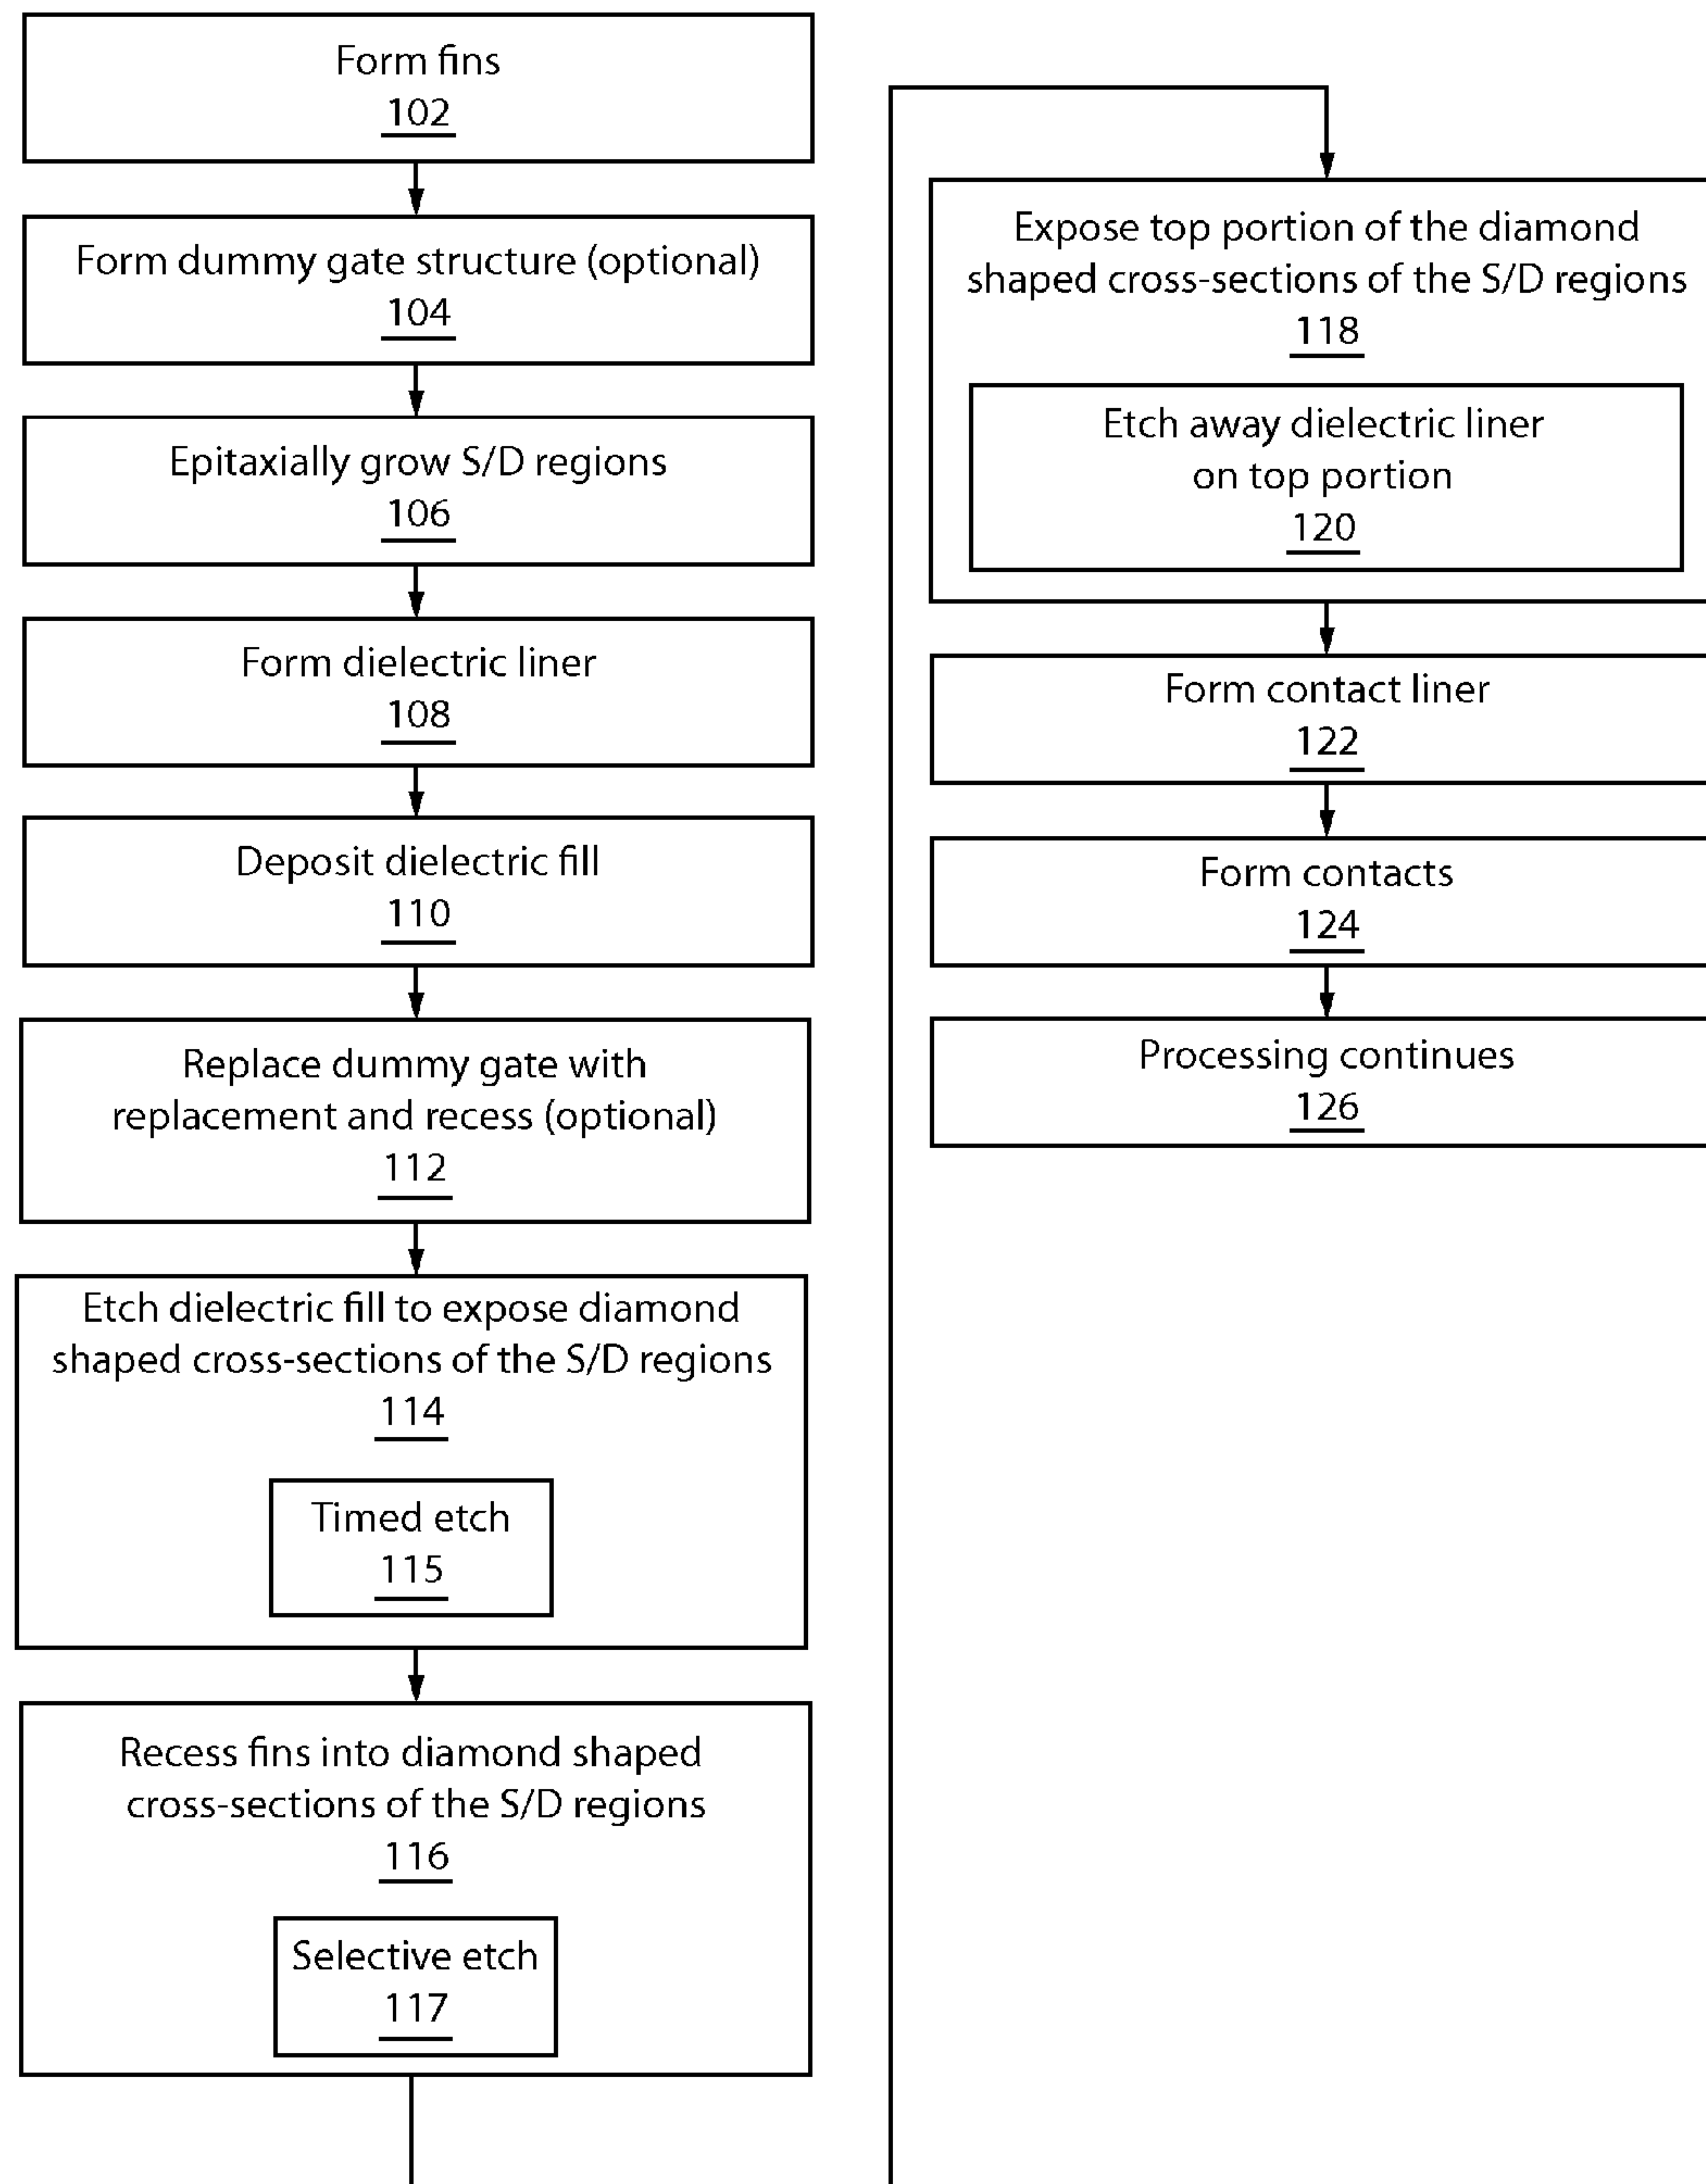 Form fins
102
Form dummy gate structure (optional)
104
Epitaxially grow S/D regions
106
Form dielectric liner
108
Deposit dielectric fill
110
Replace dummy gate with
replacement and recess (optional)
112
Etch dielectric fill to expose diamond
shaped cross-sections of the S/D regions
114
Timed etch
115
Recess fins into diamond shaped
cross-sections of the S/D regions
116
Selective etch
117
Expose top portion of the diamond
shaped cross-sections of the S/D regions
118
Etch away dielectric liner
on top portion
120
Form contact liner
122
Form contacts
124
Processing continues
126